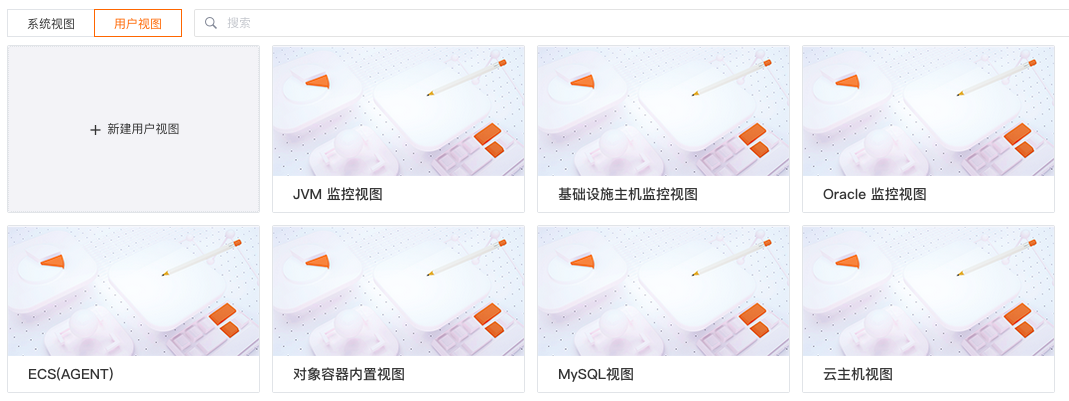 系统视图
用户视图
搜索
+ 新建用户视图
JVM 监控视图
基础设施主机监控视图
Oracle 监控视图
ECS(AGENT)
对象容器内置视图
MySQL视图
云主机视图